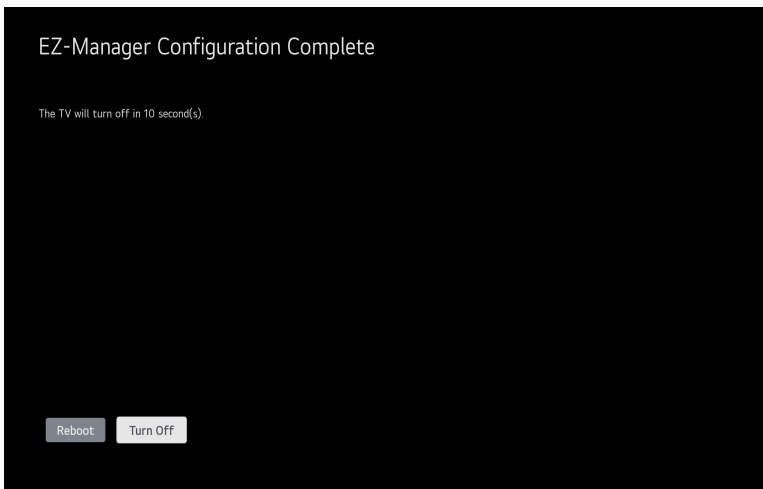 EZ-Manager Configuration Complete
The TV will turn off in 10 second(s).
Reboot
Turn Off